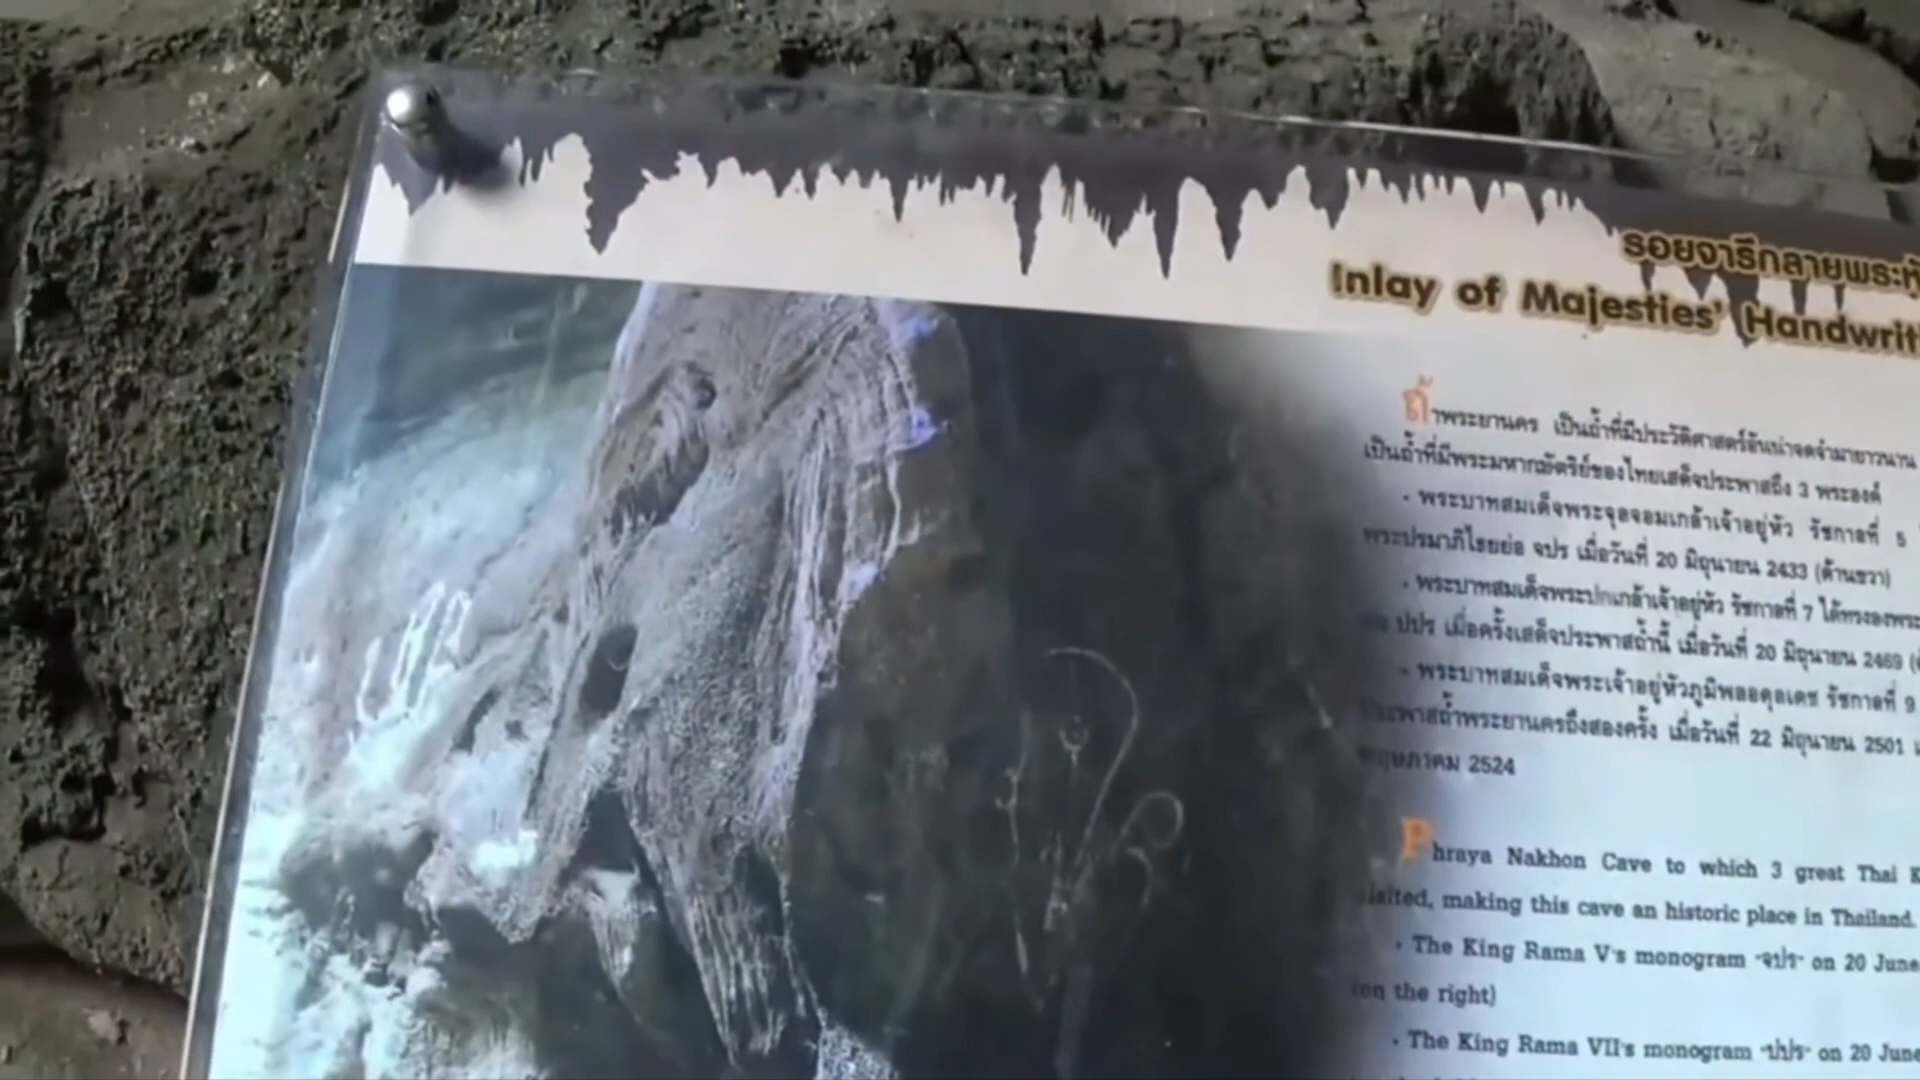 รอยจารึกลายพระหั
Inlay of Majesties' Handwrit
ถ้ำพระยานคร เป็นถ้ำที่มีประวัติศาสตร์อันน่าจดจำมายาวนาน
เป็นถ้ำที่มีพระมหากษัตริย์ของไทยเสด็จประพาสถึง 3 พระองค์
• พระบาทสมเด็จพระจุลจอมเกล้าเจ้าอยู่หัว รัชกาลที่ 5
พระปรมาภิไธยย่อ จปร เมื่อวันที่ 20 มิถุนายน 2433 (ด้านขวา)
• พระบาทสมเด็จพระปกเกล้าเจ้าอยู่หัว รัชกาลที่ 7 ได้ทรงลงพระ
ปปร เมื่อครั้งเสด็จประพาสถ้ำนี้ เมื่อวันที่ 20 มิถุนายน 2469
• พระบาทสมเด็จพระเจ้าอยู่หัวภูมิพลอดุลเดช รัชกาลที่ 9
ประพาสถ้ำพระยานครถึงสองครั้ง เมื่อวันที่ 22 มิถุนายน 2501
พฤษภาคม 2524
Phraya Nakhon Cave to which 3 great Thai K
visited, making this cave an historic place in Thailand.
• The King Rama V's monogram "จปร" on 20 June
(on the right)
• The King Rama VII's monogram "ปปร" on 20 June